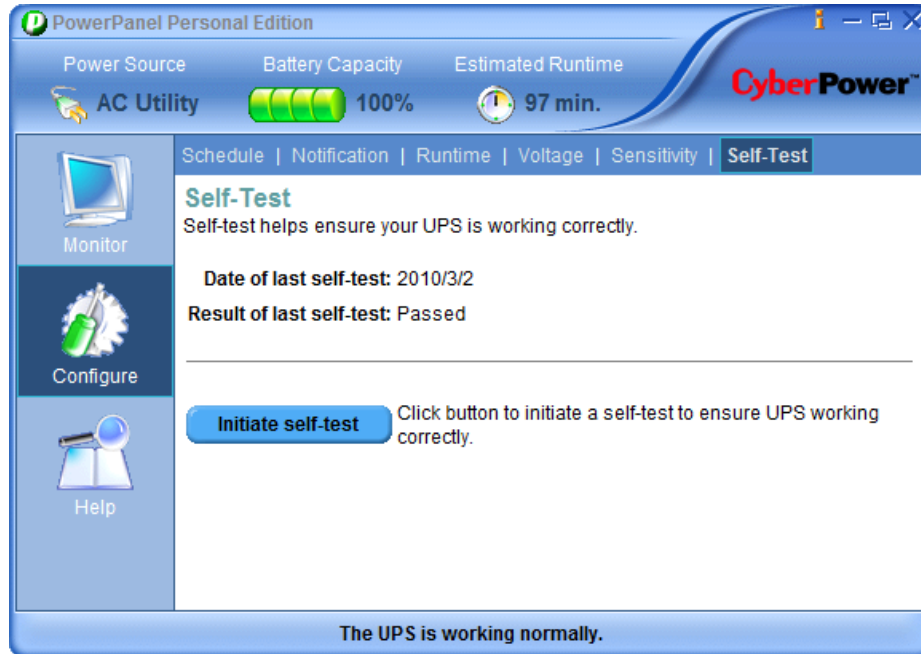 PowerPanel Personal Edition
Power Source
Battery Capacity
Estimated Runtime
AC Utility
100%
97 min.
CyberPower™
Schedule | Notification | Runtime | Voltage | Sensitivity | Self-Test
Monitor
Configure
Help
Self-Test
Self-test helps ensure your UPS is working correctly.
Date of last self-test: 2010/3/2
Result of last self-test: Passed
Initiate self-test
Click button to initiate a self-test to ensure UPS working
correctly.
The UPS is working normally.